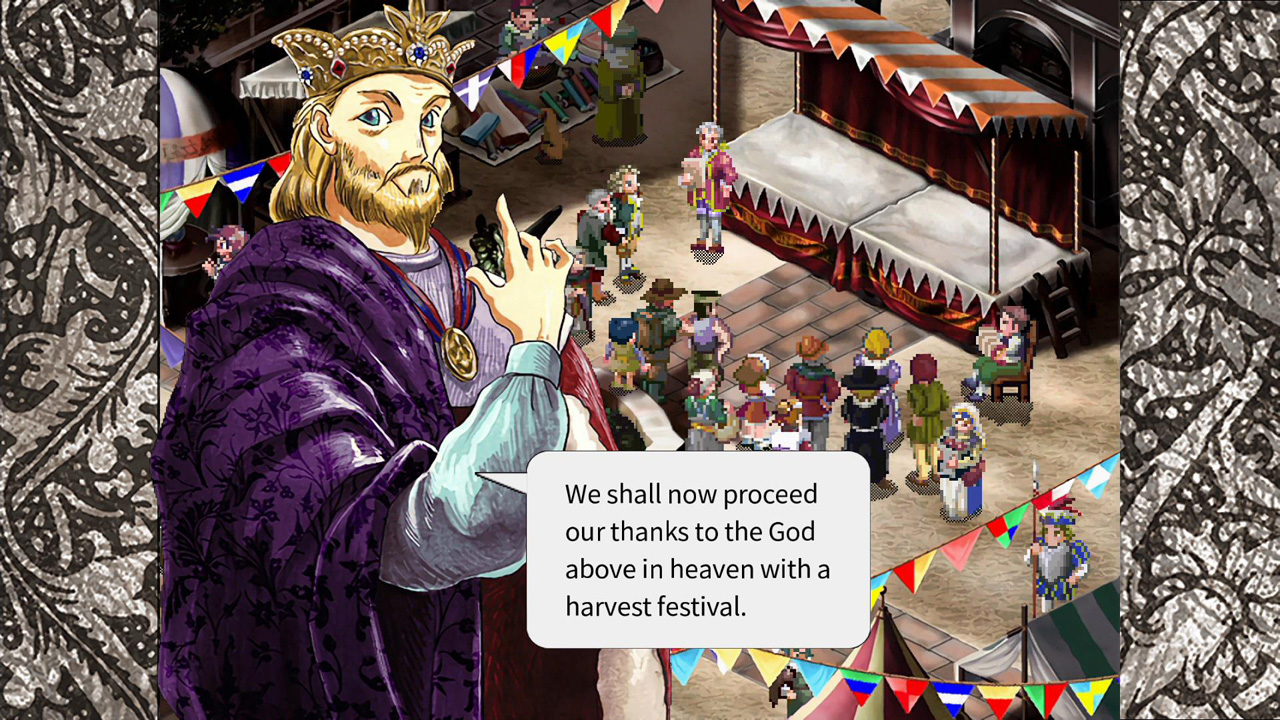 We shall now proceed
our thanks to the God
above in heaven with a
harvest festival.